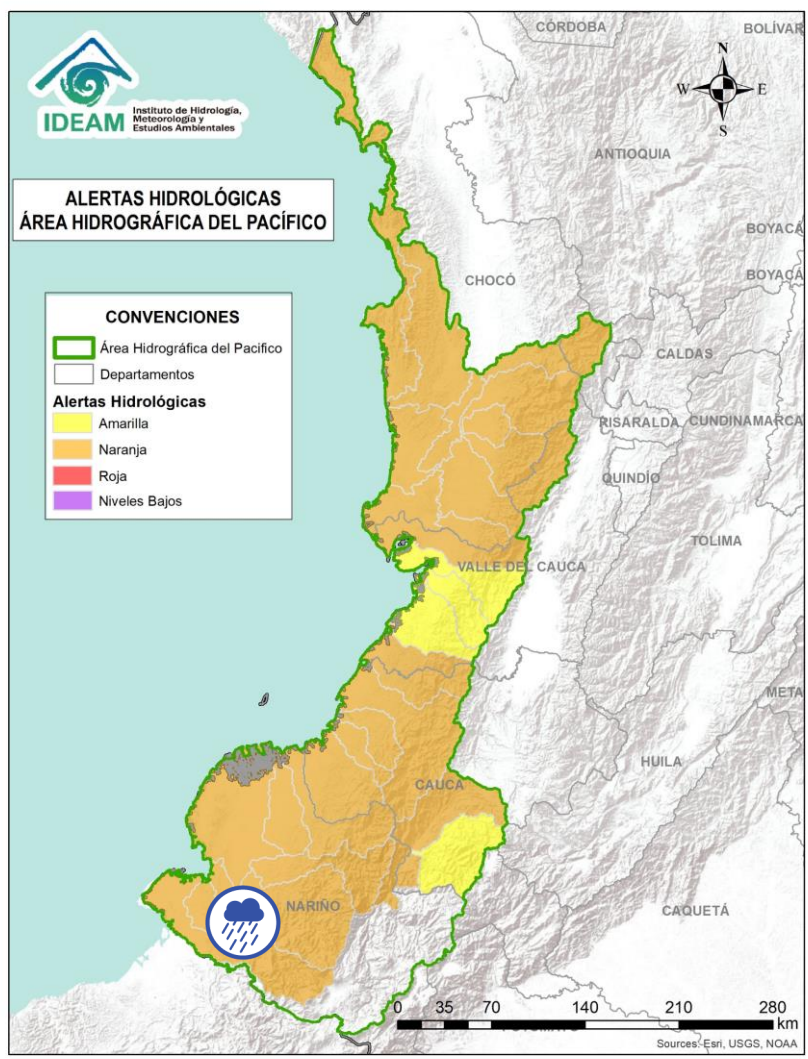 CÓRDOBA
BOLÍVAR
N
W
E
S
IDEAM
Instituto de Hidrología,
Meteorología y
Estudios Ambientales
ANTIOQUIA
ALERTAS HIDROLÓGICAS
ÁREA HIDROGRÁFICA DEL PACÍFICO
BOYACÁ
BOYACÁ
CHOCÓ
CONVENCIONES
Área Hidrográfica del Pacifico
Departamentos
Alertas Hidrológicas
Amarilla
Naranja
Roja
Niveles Bajos
CALDAS
RISARALDA
CUNDINAMARCA
QUINDÍO
TOLIMA
VALLE DEL CAUCA
META
HUILA
CAUCA
NARIÑO
CAQUETÁ
0 35 70 140 210 280
km
Sources: Esri, USGS, NOAA